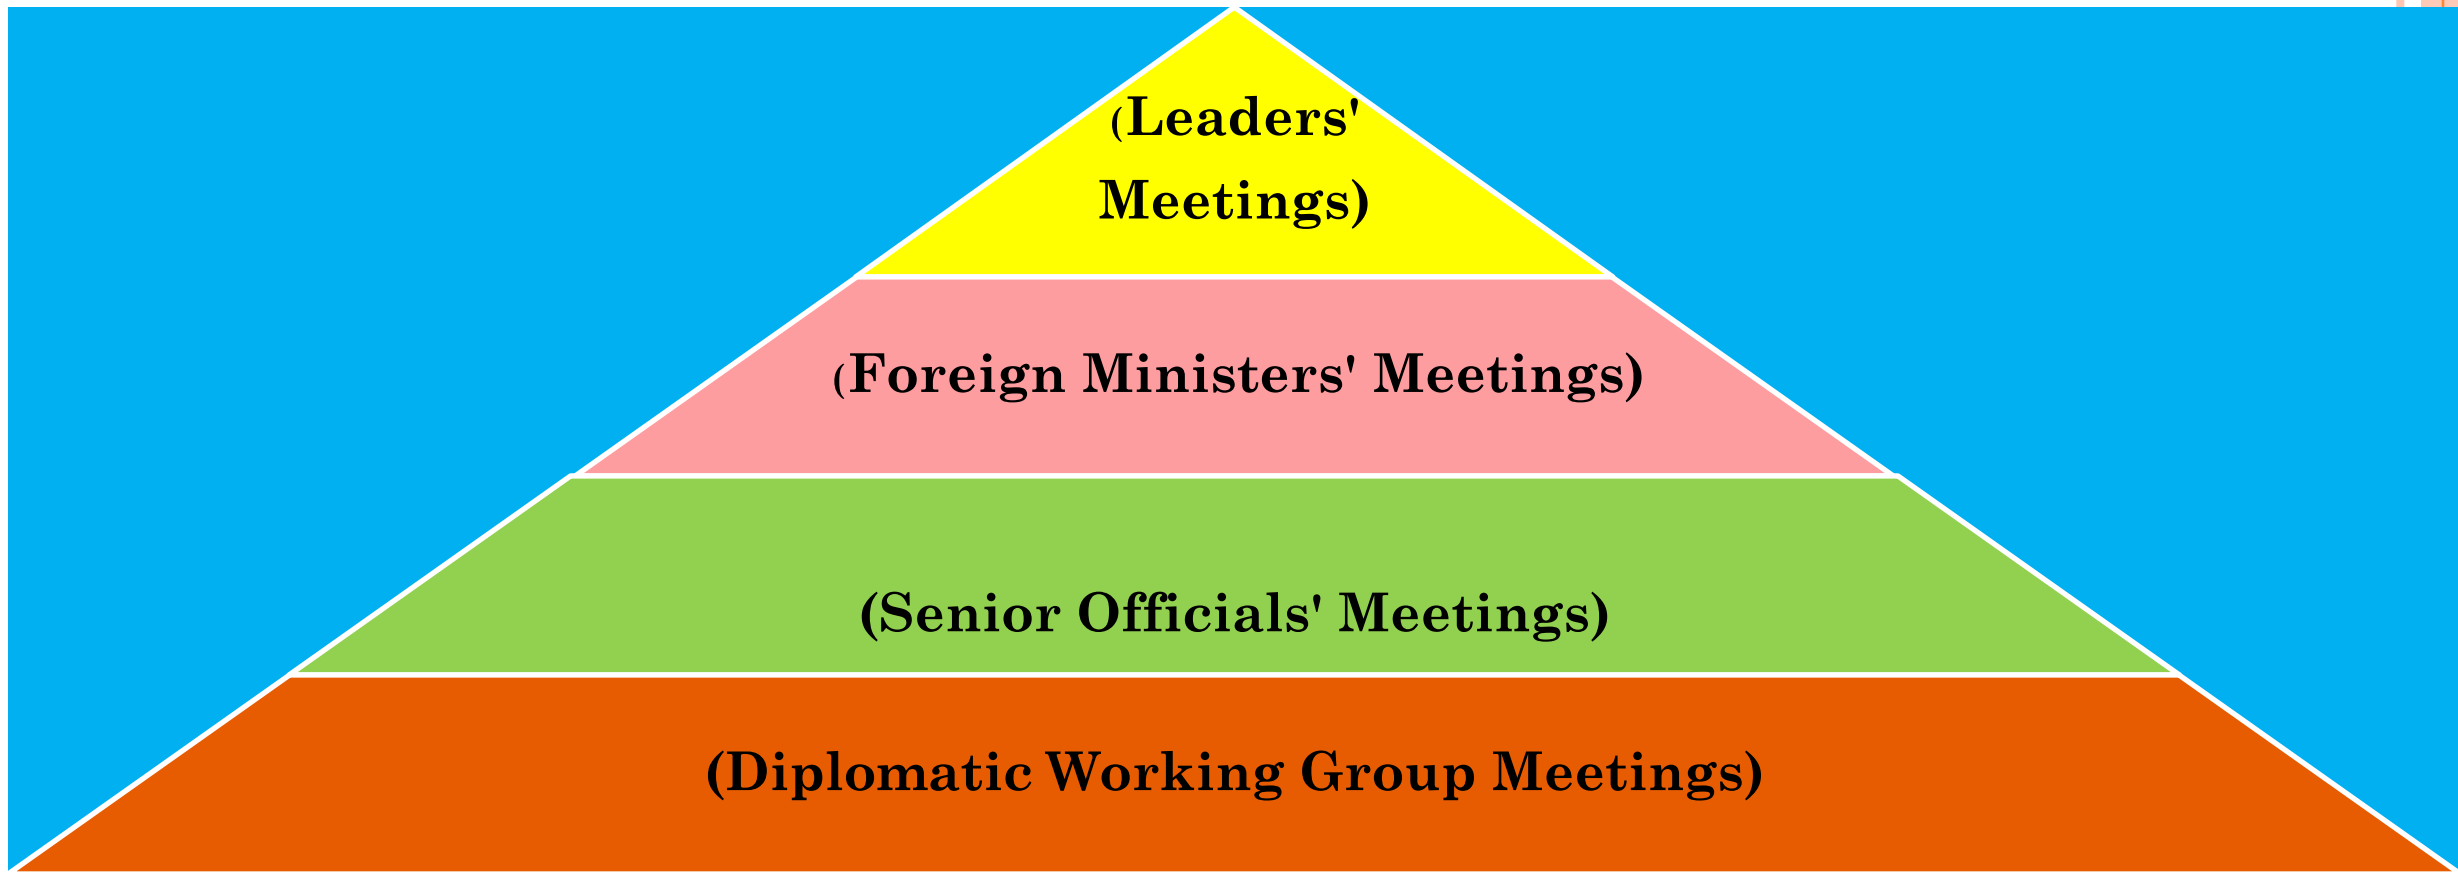 (Leaders'
Meetings)
(Foreign Ministers' Meetings)
(Senior Officials' Meetings)
(Diplomatic Working Group Meetings)